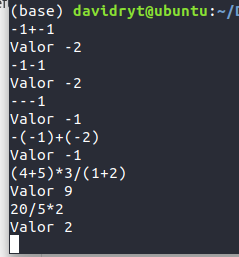 (base) davidryt@ubuntu:~/
-1+-1
Valor -2
-1-1
Valor -2
---1
Valor -1
-(-1)+(-2)
Valor -1
(4+5)*3/(1+2)
Valor 9
20/5*2
Valor 2